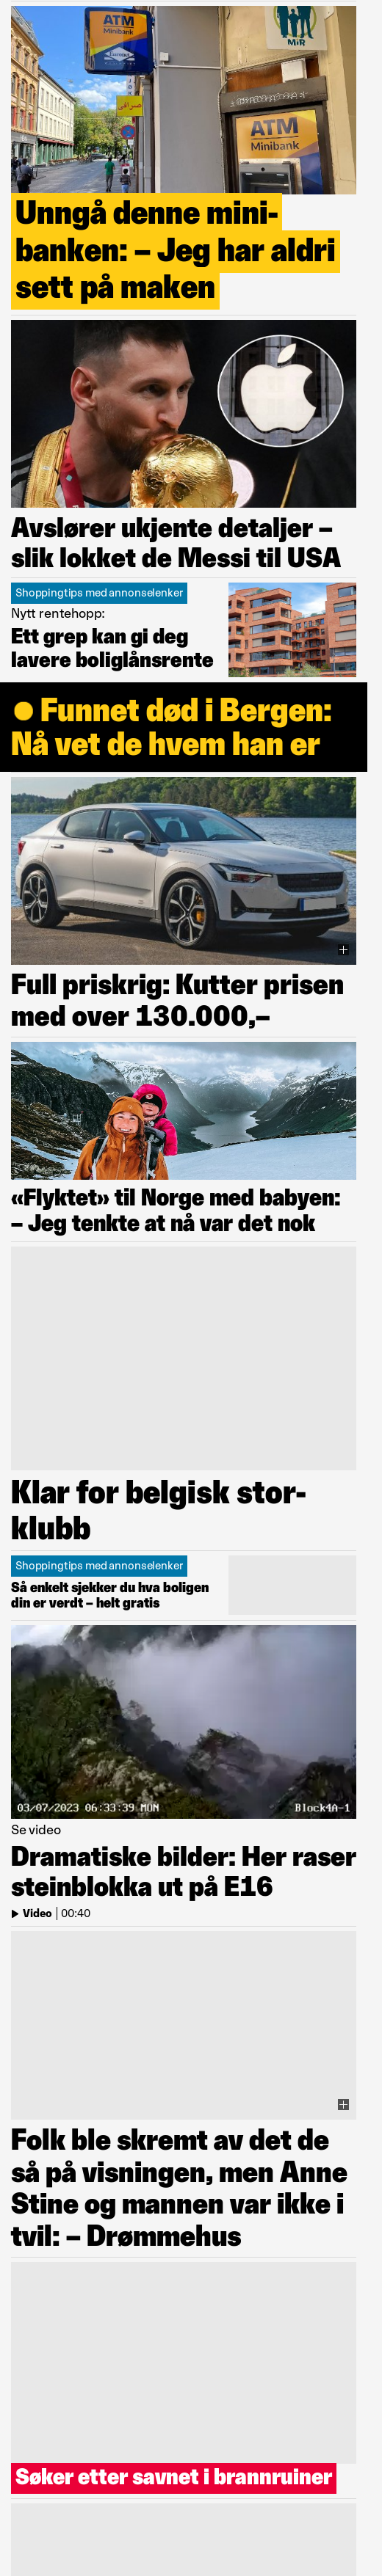 ATM
Minibank
MiR
صرافی
ATM
Minibank
Unngå denne mini-
banken: – Jeg har aldri
sett på maken
Avslører ukjente detaljer –
slik lokket de Messi til USA
Shoppingtips med annonselenker
Nytt rentehopp:
Ett grep kan gi deg
lavere boliglånsrente
Funnet død i Bergen:
Nå vet de hvem han er
Full priskrig: Kutter prisen
med over 130.000,–
«Flyktet» til Norge med babyen:
– Jeg tenkte at nå var det nok
Klar for belgisk stor-
klubb
Shoppingtips med annonselenker
Så enkelt sjekker du hva boligen
din er verdt – helt gratis
03/07/2023 06:33:39 MON
Block4A-1
Se video
Dramatiske bilder: Her raser
steinblokka ut på E16
Video | 00:40
Folk ble skremt av det de
så på visningen, men Anne
Stine og mannen var ikke i
tvil: – Drømmehus
Søker etter savnet i brannruiner